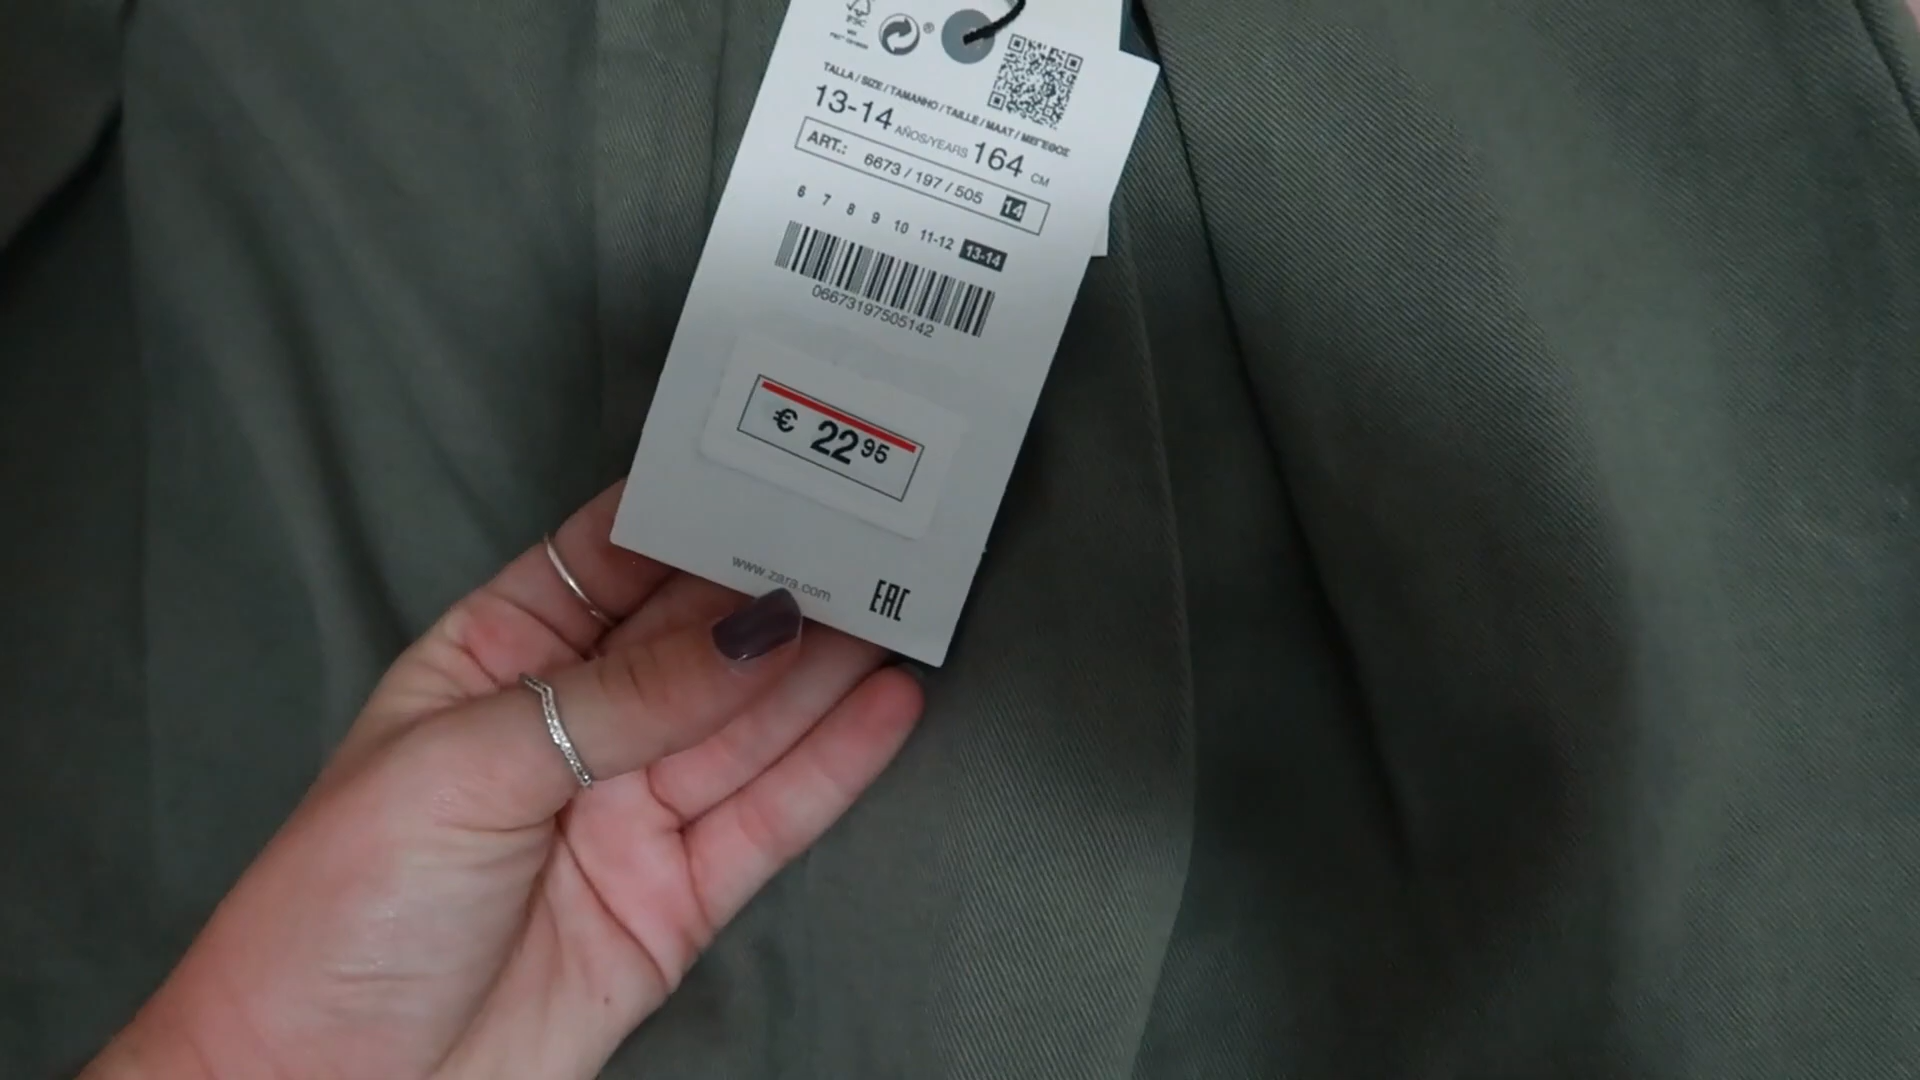 FSC
®
TALLA / SIZE / TAMANHO / TAILLE / MAAT / ΜΕΓΕΘΟΣ
13-14 AÑOS/YEARS 164 CM
ART.: 6673 / 197 / 505 14
6 7 8 9 10 11-12 13-14
06673197505142
€ 22 95
www.zara.com
EAC